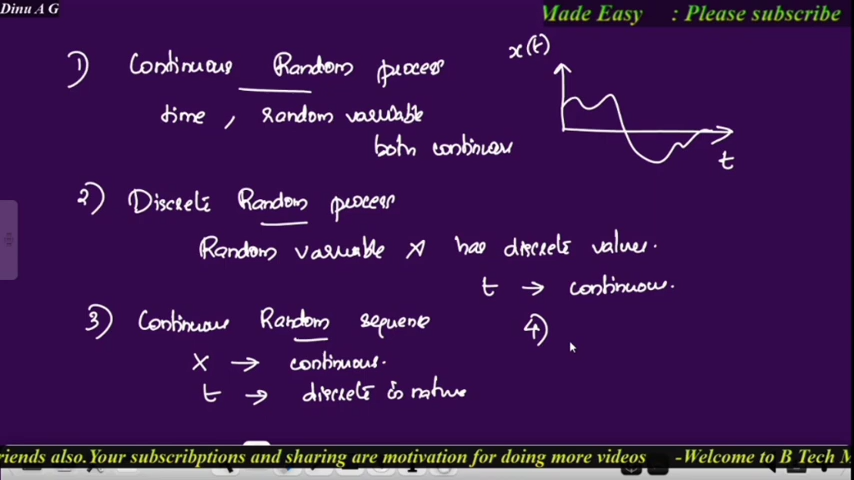 Dinu A G
Made Easy : Please subscribe
1) Continuous Random process
x(t)
time, random variable
both continuous
t
2) Discrete Random process
Random variable X has discrete values.
t → continuous.
3) Continuous Random sequence
4)
X → continuous.
t → discrete in nature
riends also.Your subscribptions and sharing are motivation for doing more videos -Welcome to B Tech M